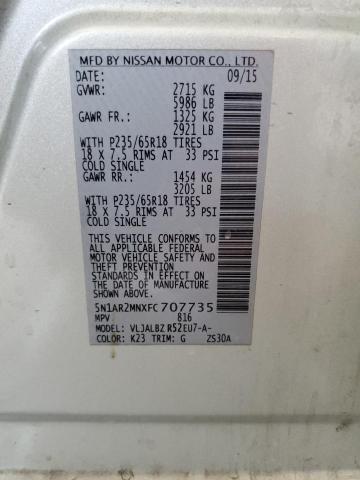 MFD BY NISSAN MOTOR CO., LTD.
DATE: 09/15
GVWR: 2715 KG
5986 LB
GAWR FR.: 1325 KG
2921 LB
WITH P235/65R18 TIRES
18 X 7.5 RIMS AT 33 PSI
COLD SINGLE
GAWR RR.: 1454 KG
3205 LB
WITH P235/65R18 TIRES
18 X 7.5 RIMS AT 33 PSI
COLD SINGLE
THIS VEHICLE CONFORMS TO
ALL APPLICABLE FEDERAL
MOTOR VEHICLE SAFETY AND
THEFT PREVENTION
STANDARDS IN EFFECT ON
THE DATE OF MANUFACTURE
SHOWN ABOVE.
5N1AR2MNXFC707735
MPV 816
MODEL: VLJALBZ R52EU7-A-
COLOR: K23 TRIM: G ZS30A